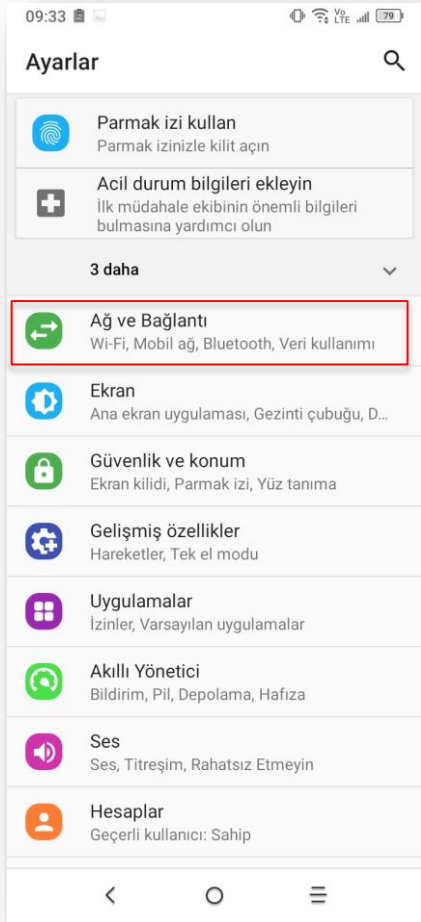 09:33 Vo LTE 79
Ayarlar
Parmak izi kullan
Parmak izinizle kilit açın
Acil durum bilgileri ekleyin
İlk müdahale ekibinin önemli bilgileri
bulmasına yardımcı olun
3 daha
Ağ ve Bağlantı
Wi-Fi, Mobil ağ, Bluetooth, Veri kullanımı
Ekran
Ana ekran uygulaması, Gezinti çubuğu, D...
Güvenlik ve konum
Ekran kilidi, Parmak izi, Yüz tanıma
Gelişmiş özellikler
Hareketler, Tek el modu
Uygulamalar
İzinler, Varsayılan uygulamalar
Akıllı Yönetici
Bildirim, Pil, Depolama, Hafıza
Ses
Ses, Titreşim, Rahatsız Etmeyin
Hesaplar
Geçerli kullanıcı: Sahip